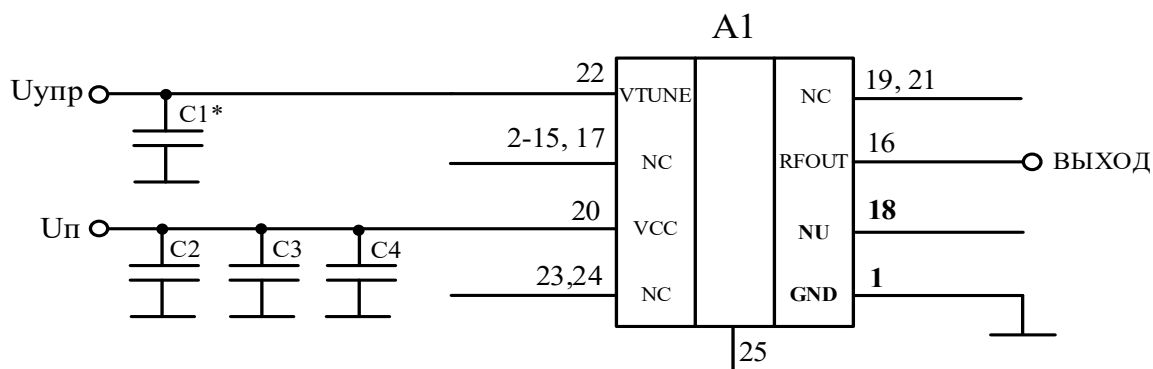 A1
Uупр
C1*
22
VTUNE
NC
19, 21
2-15, 17
NC
RFOUT
16
ВЫХОД
Uп
C2
C3
C4
20
VCC
NU
18
23,24
NC
GND
1
25